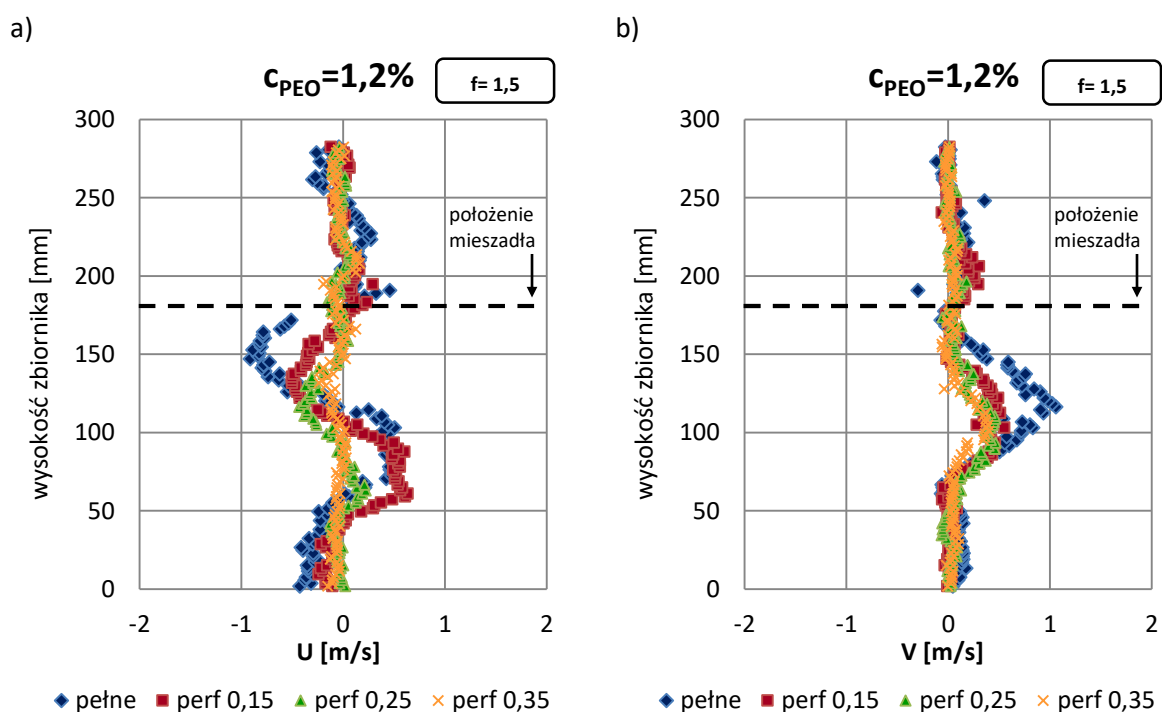 a)
cPEO=1,2%
f= 1,5
300
250
200
150
100
50
0
wysokość zbiornika [mm]
położenie
mieszadła
-2
-1
0
1
2
U [m/s]
pełne
perf 0,15
perf 0,25
perf 0,35
b)
cPEO=1,2%
f= 1,5
300
250
200
150
100
50
0
wysokość zbiornika [mm]
położenie
mieszadła
-2
-1
0
1
2
V [m/s]
pełne
perf 0,15
perf 0,25
perf 0,35